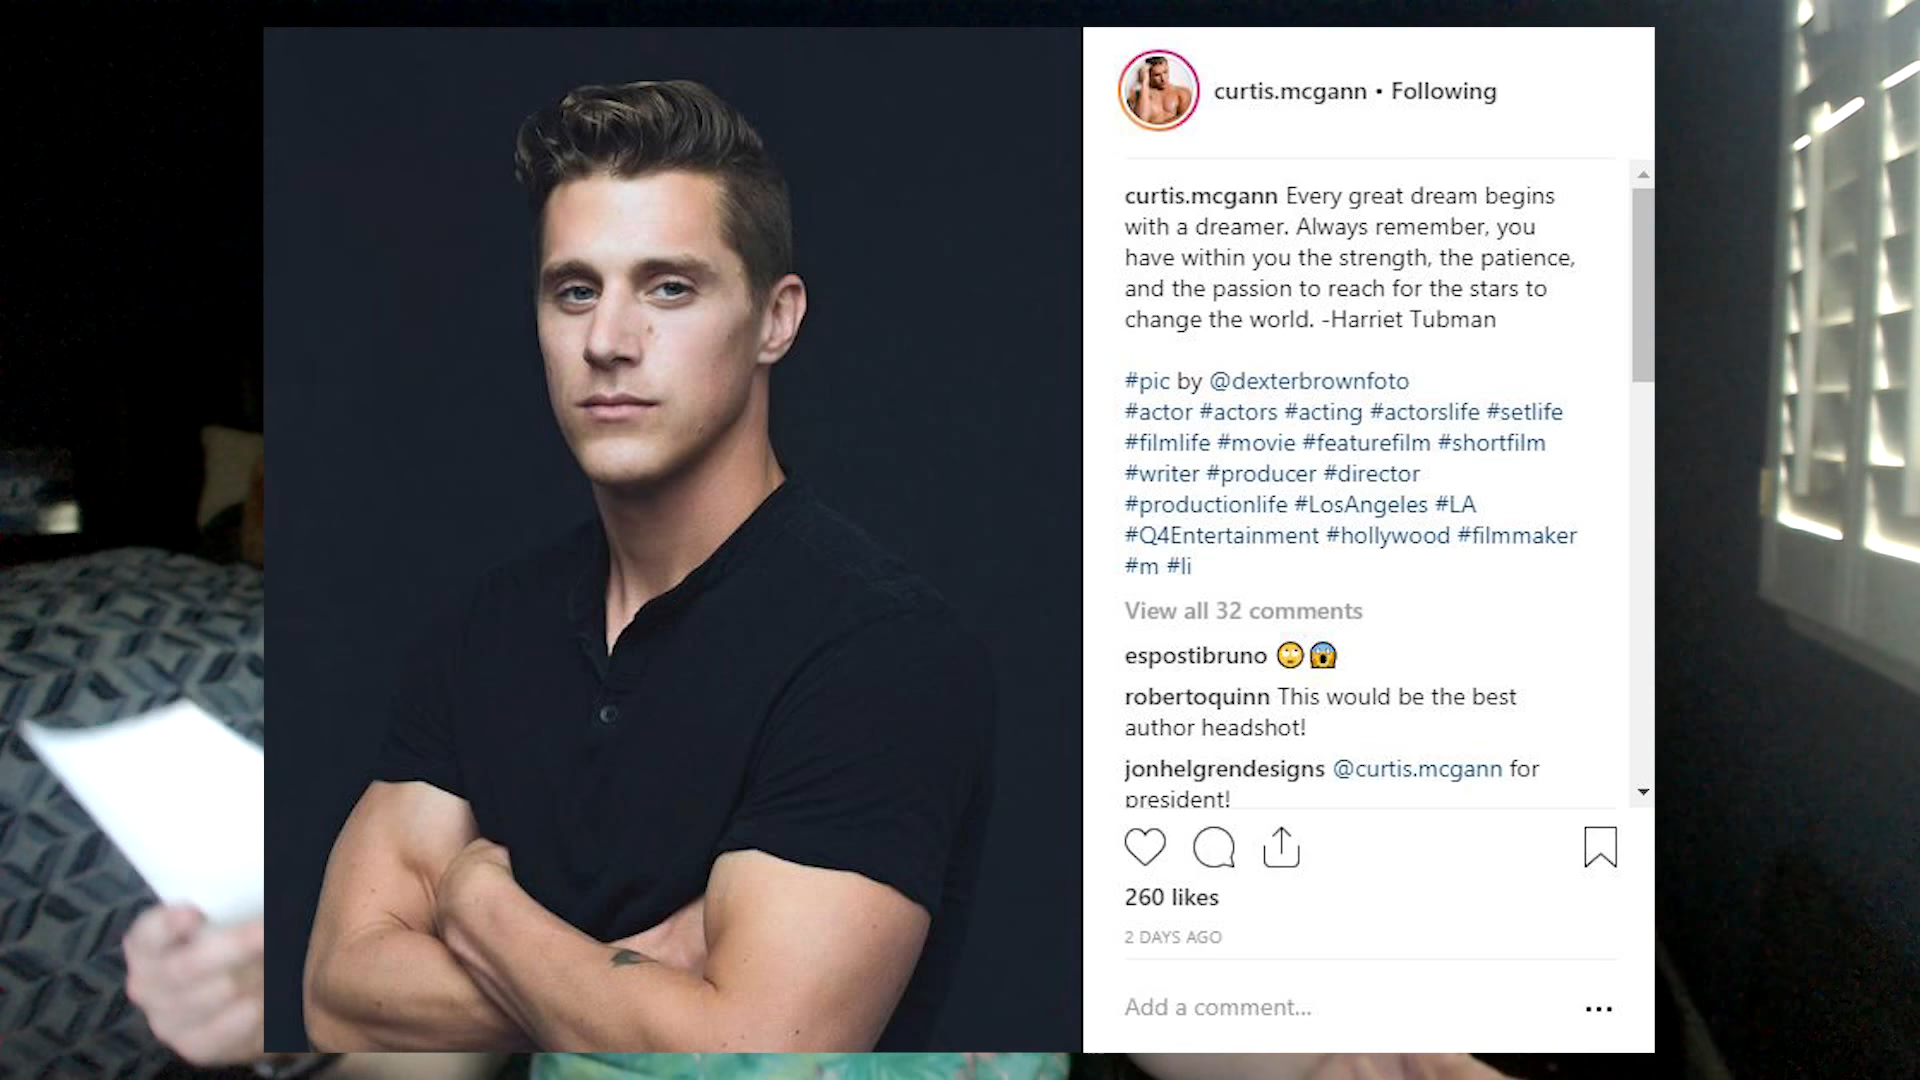 curtis.mcgann • Following
curtis.mcgann Every great dream begins
with a dreamer. Always remember, you
have within you the strength, the patience,
and the passion to reach for the stars to
change the world. -Harriet Tubman
#pic by @dexterbrownfoto
#actor #actors #acting #actorslife #setlife
#filmlife #movie #featurefilm #shortfilm
#writer #producer #director
#productionlife #LosAngeles #LA
#Q4Entertainment #hollywood #filmmaker
#m #li
View all 32 comments
espostibruno 🙄😱
robertoquinn This would be the best
author headshot!
jonhelgrendesigns @curtis.mcgann for
president!
260 likes
2 DAYS AGO
Add a comment...